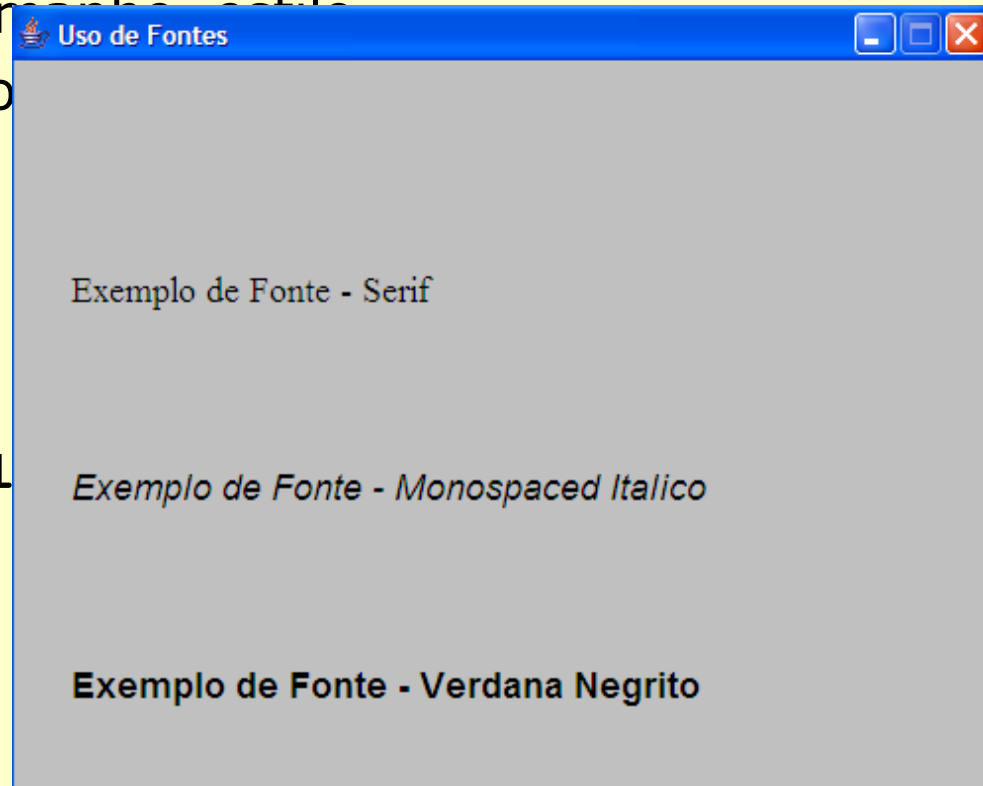 Uso de Fontes
Exemplo de Fonte - Serif
Exemplo de Fonte - Monospaced Italico
Exemplo de Fonte - Verdana Negrito